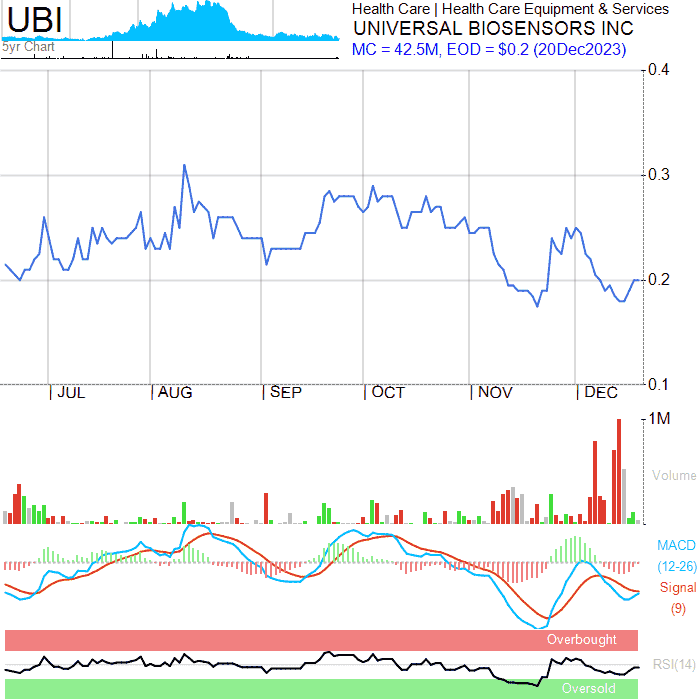 UBI
5yr Chart
Health Care | Health Care Equipment & Services
UNIVERSAL BIOSENSORS INC
MC = 42.5M, EOD = $0.2 (20Dec2023)
0.4
0.3
0.2
0.1
JUL AUG SEP OCT NOV DEC
1M
Volume
MACD
(12-26)
Signal
(9)
Overbought
RSI(14)
Oversold